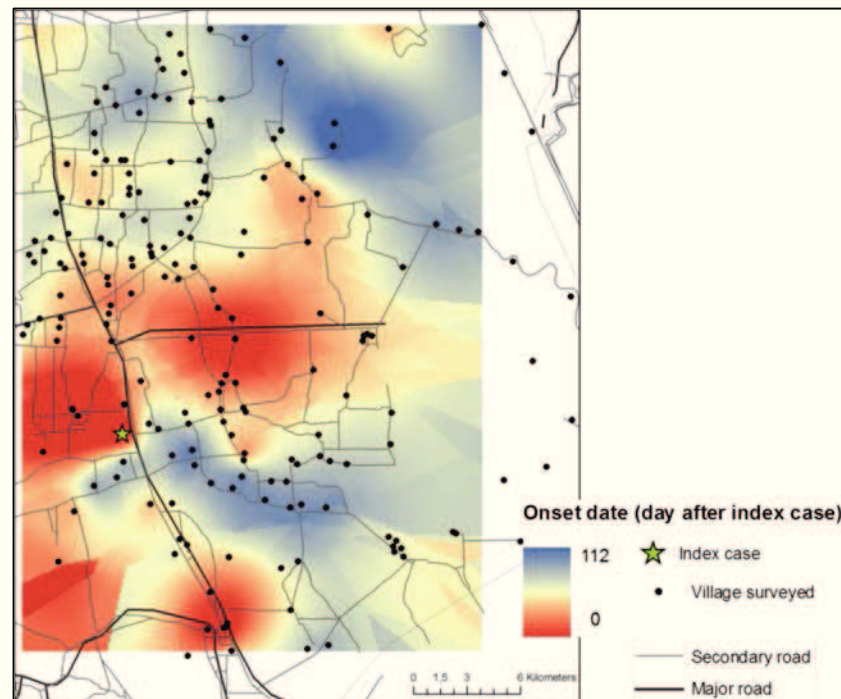 Onset date (day after index case)
112
0
Index case
Village surveyed
Secondary road
Major road
0 1,5 3 6 Kilometers